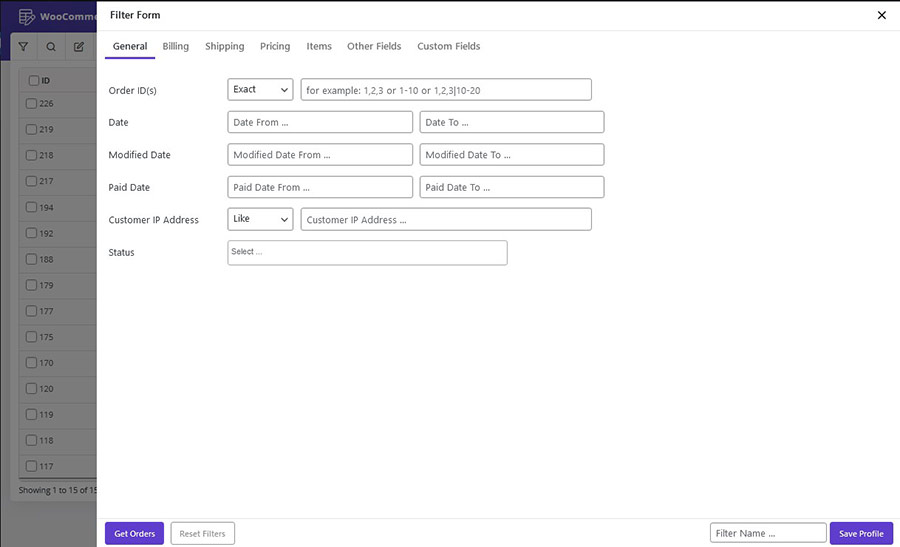 WooComme
Filter Form
General Billing Shipping Pricing Items Other Fields Custom Fields
ID
Order ID(s) Exact for example: 1,2,3 or 1-10 or 1,2,3|10-20
226
Date Date From ... Date To ...
219
Modified Date Modified Date From ... Modified Date To ...
218
Paid Date Paid Date From ... Paid Date To ...
217
194
Customer IP Address Like Customer IP Address ...
192
Status Select ...
188
179
177
175
170
120
119
118
117
Showing 1 to 15 of 15
Get Orders Reset Filters Filter Name ... Save Profile